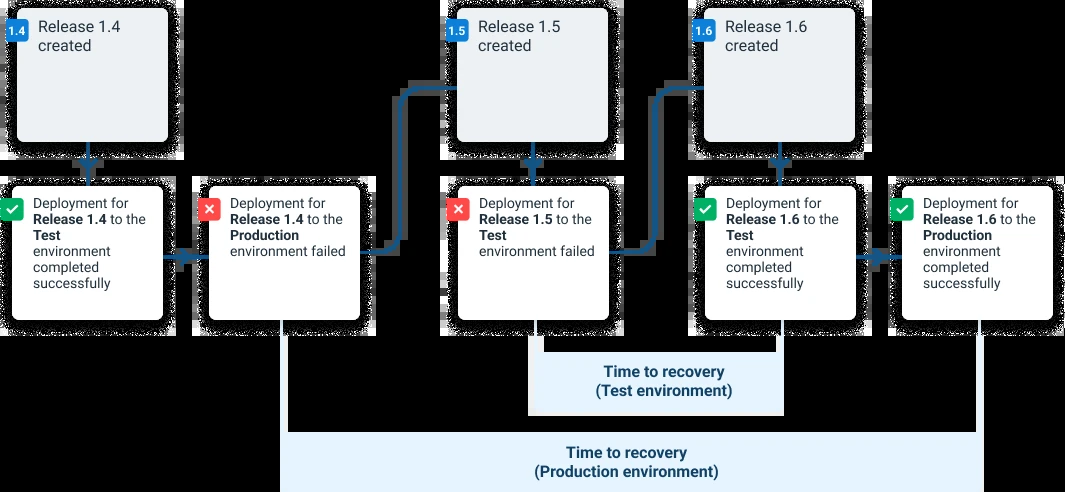 1.4
Release 1.4
created
1.5
Release 1.5
created
1.6
Release 1.6
created
Deployment for
Release 1.4 to the
Test
environment
completed
successfully
Deployment for
Release 1.4 to the
Production
environment failed
Deployment for
Release 1.5 to the
Test
environment failed
Deployment for
Release 1.6 to the
Test
environment
completed
successfully
Deployment for
Release 1.6 to the
Production
environment
completed
successfully
Time to recovery
(Test environment)
Time to recovery
(Production environment)